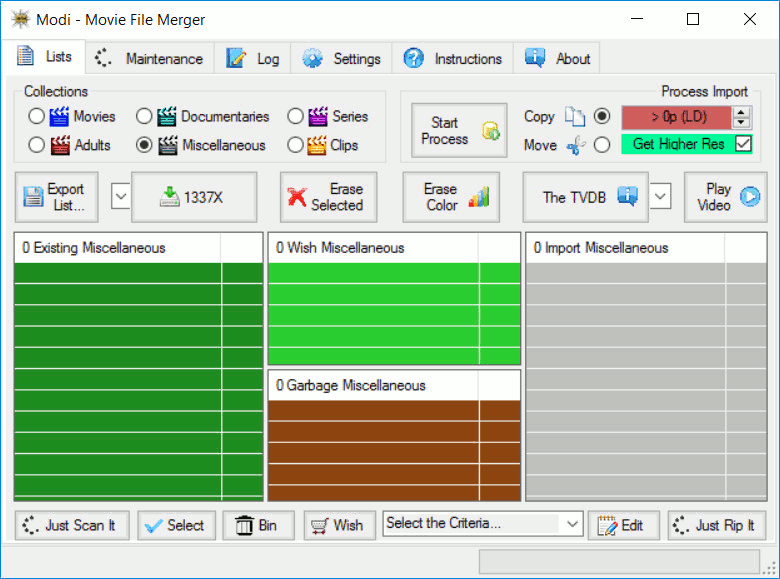 Modi - Movie File Merger
Lists Maintenance Log Settings Instructions About
Collections
Movies Documentaries Series
Adults Miscellaneous Clips
Start
Process
Process Import
Copy > 0p (LD)
Move Get Higher Res
Export
List...
1337X
Erase
Selected
Erase
Color
The TVDB
Play
Video
0 Existing Miscellaneous
0 Wish Miscellaneous
0 Import Miscellaneous
0 Garbage Miscellaneous
Just Scan It Select Bin Wish Select the Criteria... Edit Just Rip It